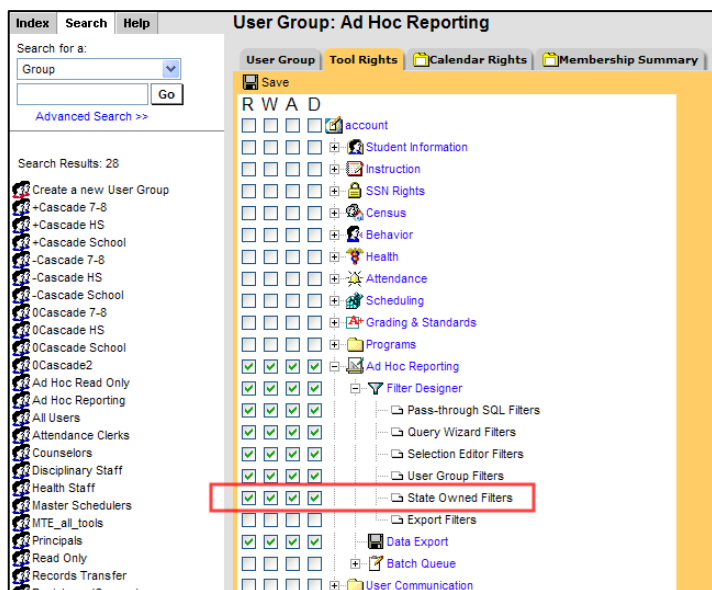 Index Search Help
Search for a:
Group
Go
Advanced Search >>
Search Results: 28
Create a new User Group
+Cascade 7-8
+Cascade HS
+Cascade School
-Cascade 7-8
-Cascade HS
-Cascade School
0Cascade 7-8
0Cascade HS
0Cascade School
0Cascade2
Ad Hoc Read Only
Ad Hoc Reporting
All Users
Attendance Clerks
Counselors
Disciplinary Staff
Health Staff
Master Schedulers
MTE_all_tools
Principals
Read Only
Records Transfer
User Group: Ad Hoc Reporting
User Group Tool Rights Calendar Rights Membership Summary
Save
R W A D
account
Student Information
Instruction
SSN Rights
Census
Behavior
Health
Attendance
Scheduling
Grading & Standards
Programs
Ad Hoc Reporting
Filter Designer
Pass-through SQL Filters
Query Wizard Filters
Selection Editor Filters
User Group Filters
State Owned Filters
Export Filters
Data Export
Batch Queue
User Communication